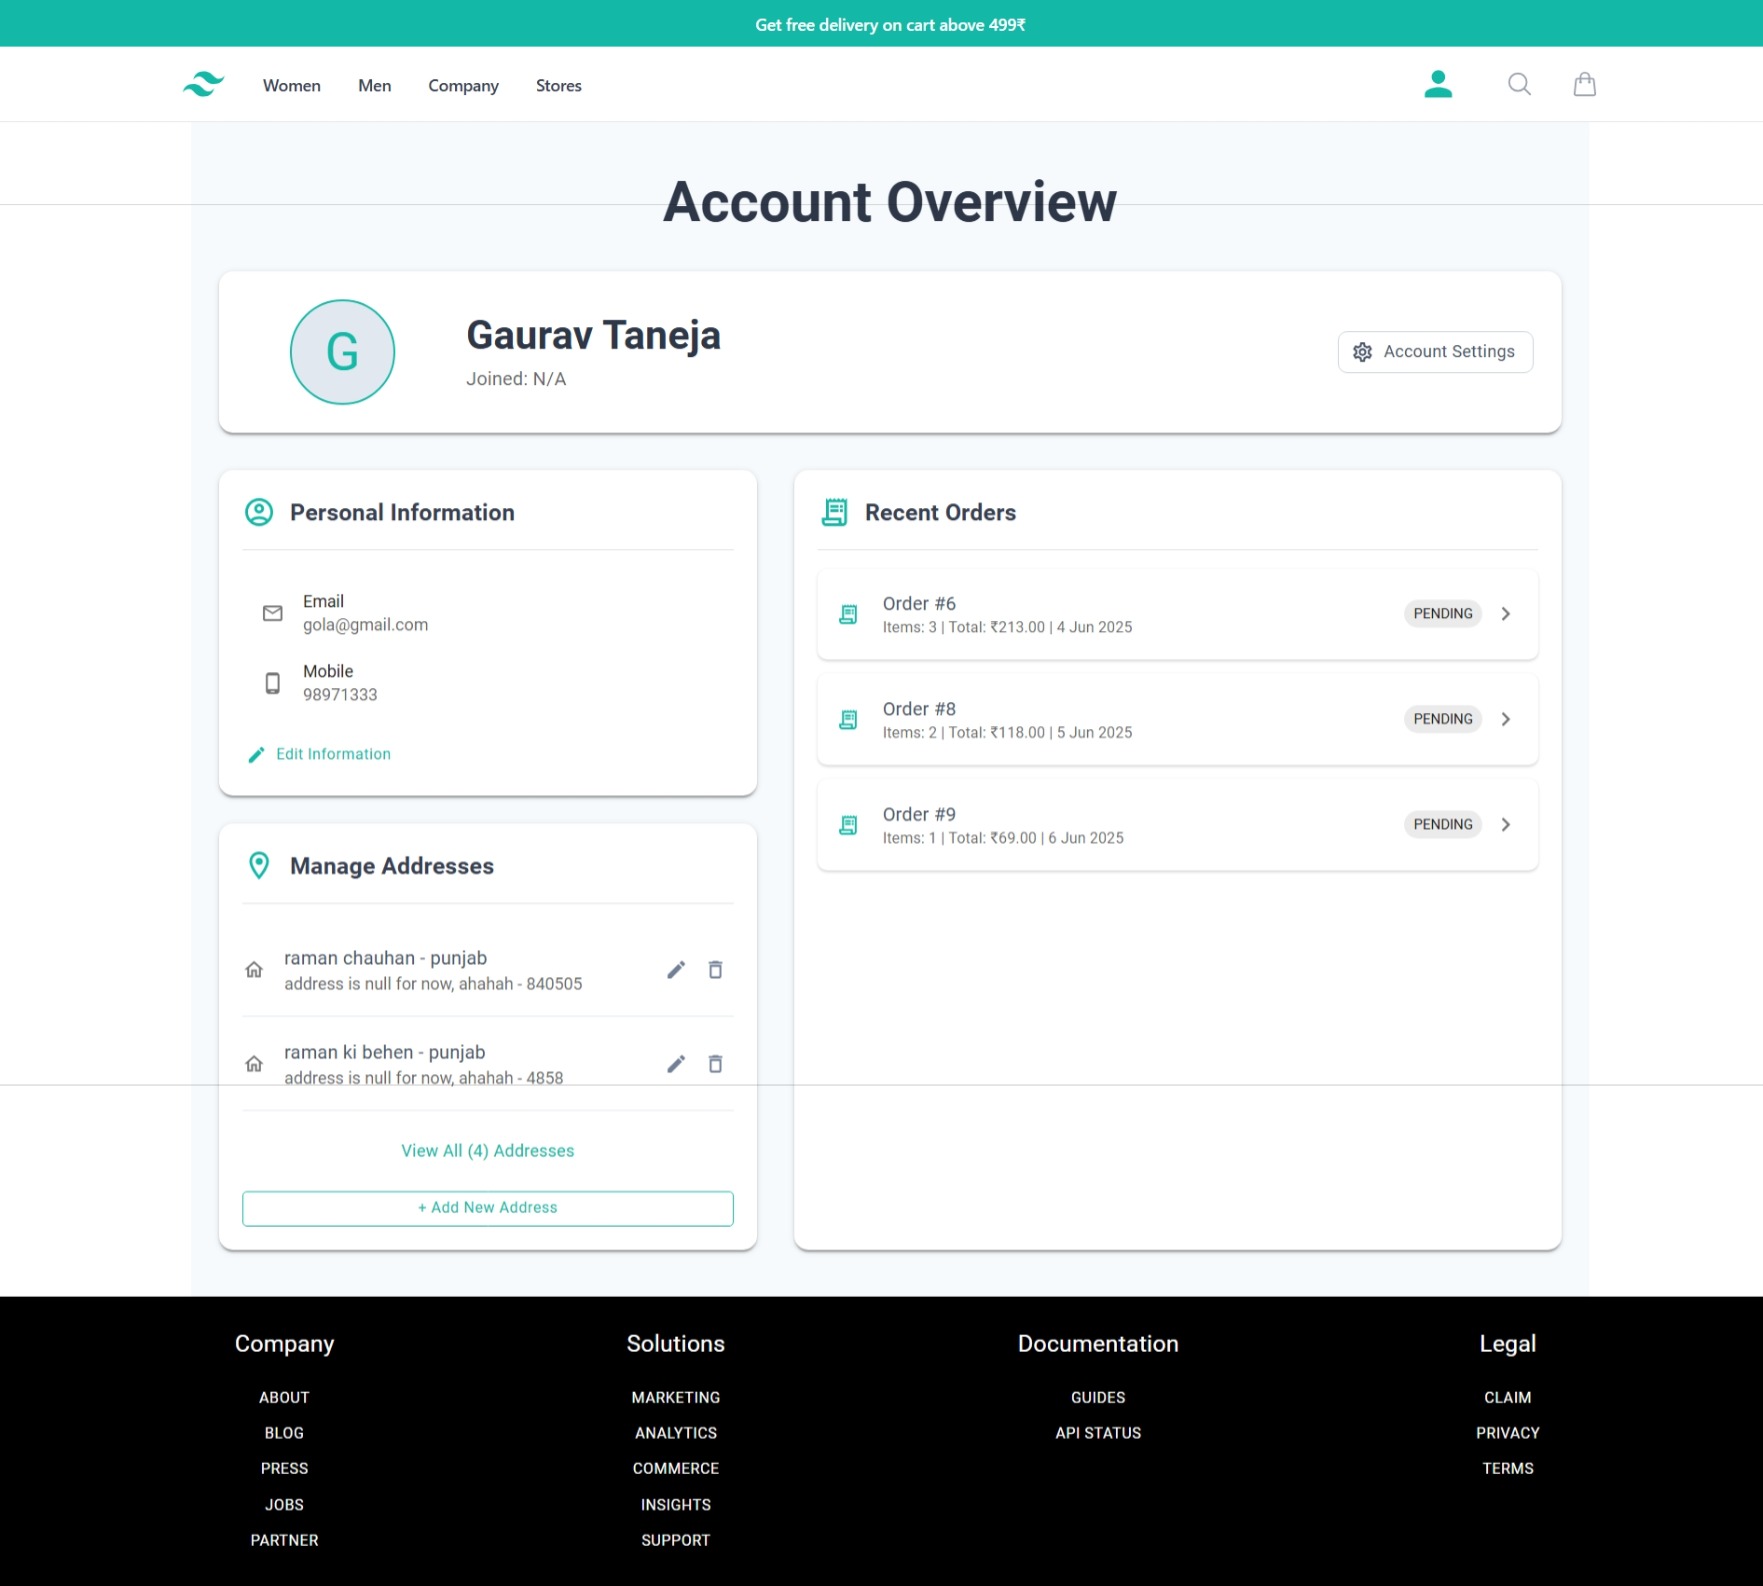 Get free delivery on cart above 499₹
Women
Men
Company
Stores
Account Overview
G
Gaurav Taneja
Joined: N/A
Account Settings
Personal Information
Email
gola@gmail.com
Mobile
98971333
Edit Information
Manage Addresses
raman chauhan - punjab
address is null for now, ahahah - 840505
raman ki behen - punjab
address is null for now, ahahah - 4858
View All (4) Addresses
+ Add New Address
Recent Orders
Order #6
Items: 3 | Total: ₹213.00 | 4 Jun 2025
PENDING
Order #8
Items: 2 | Total: ₹118.00 | 5 Jun 2025
PENDING
Order #9
Items: 1 | Total: ₹69.00 | 6 Jun 2025
PENDING
Company
ABOUT
BLOG
PRESS
JOBS
PARTNER
Solutions
MARKETING
ANALYTICS
COMMERCE
INSIGHTS
SUPPORT
Documentation
GUIDES
API STATUS
Legal
CLAIM
PRIVACY
TERMS